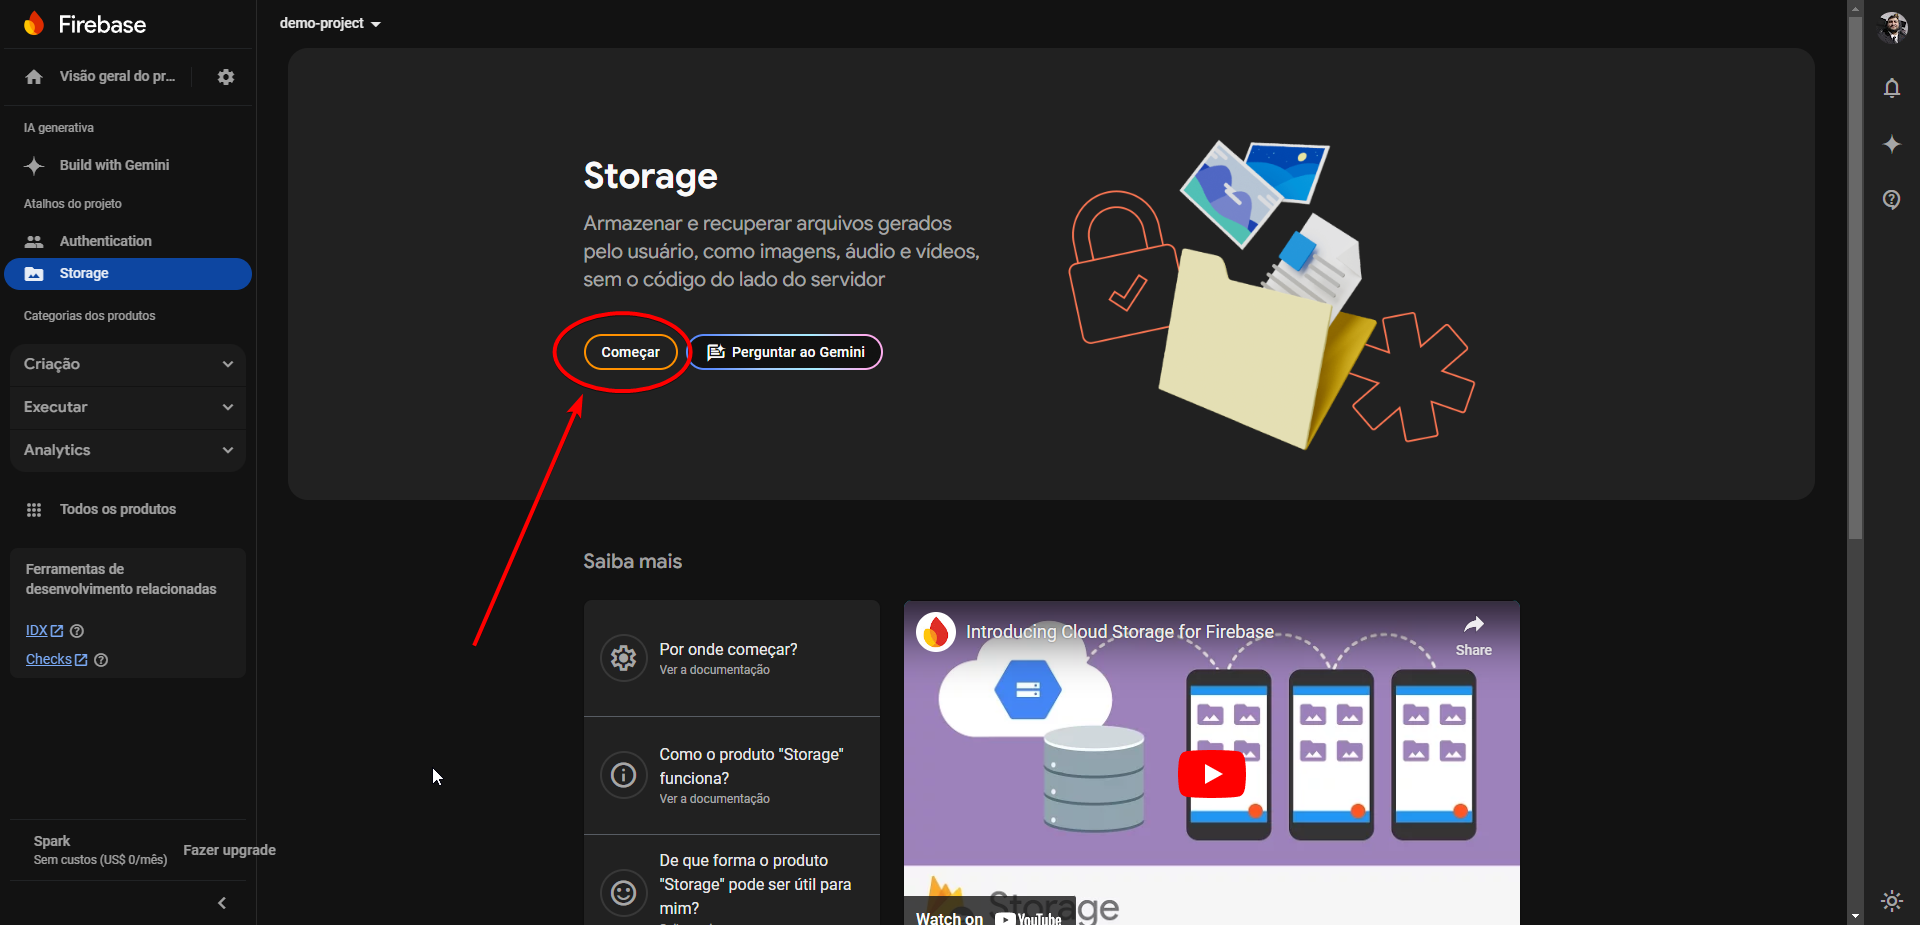 Firebase
demo-project
Visão geral do pr...
IA generativa
Build with Gemini
Atalhos do projeto
Authentication
Storage
Categorias dos produtos
Criação
Executar
Analytics
Todos os produtos
Ferramentas de
desenvolvimento relacionadas
IDX
Checks
Spark
Sem custos (US$ 0/mês)
Fazer upgrade
Storage
Armazenar e recuperar arquivos gerados
pelo usuário, como imagens, áudio e vídeos,
sem o código do lado do servidor
Começar
Perguntar ao Gemini
Saiba mais
Por onde começar?
Ver a documentação
Como o produto "Storage"
funciona?
Ver a documentação
De que forma o produto
"Storage" pode ser útil para
mim?
Introducing Cloud Storage for Firebase
Share
Storage
Watch on YouTube